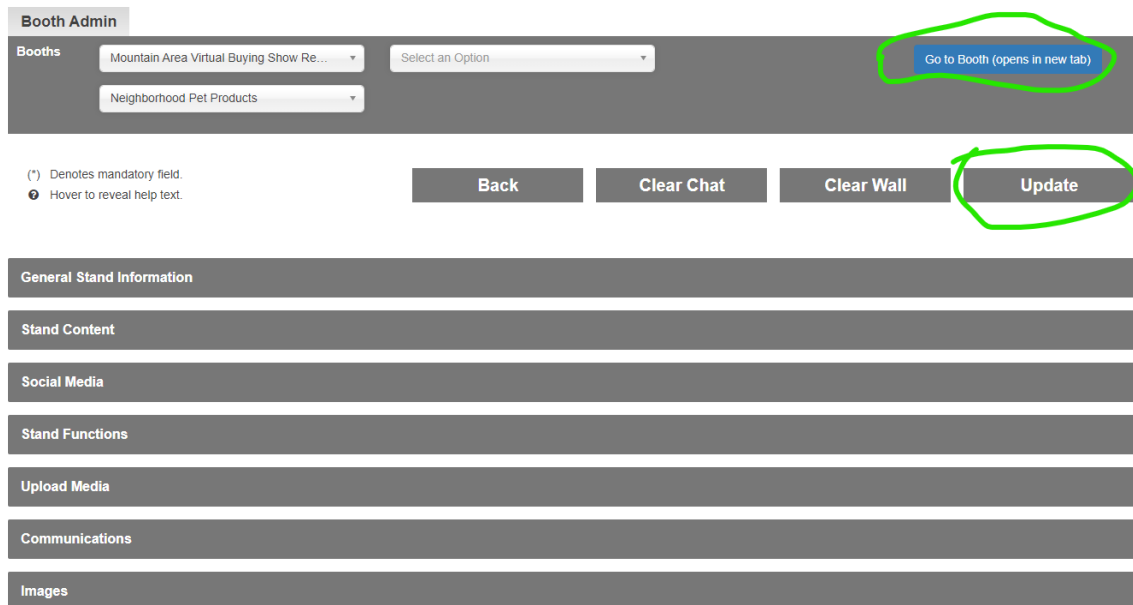 Booth Admin
Booths
Mountain Area Virtual Buying Show Re...
Select an Option
Go to Booth (opens in new tab)
Neighborhood Pet Products
(*) Denotes mandatory field.
Hover to reveal help text.
Back
Clear Chat
Clear Wall
Update
General Stand Information
Stand Content
Social Media
Stand Functions
Upload Media
Communications
Images